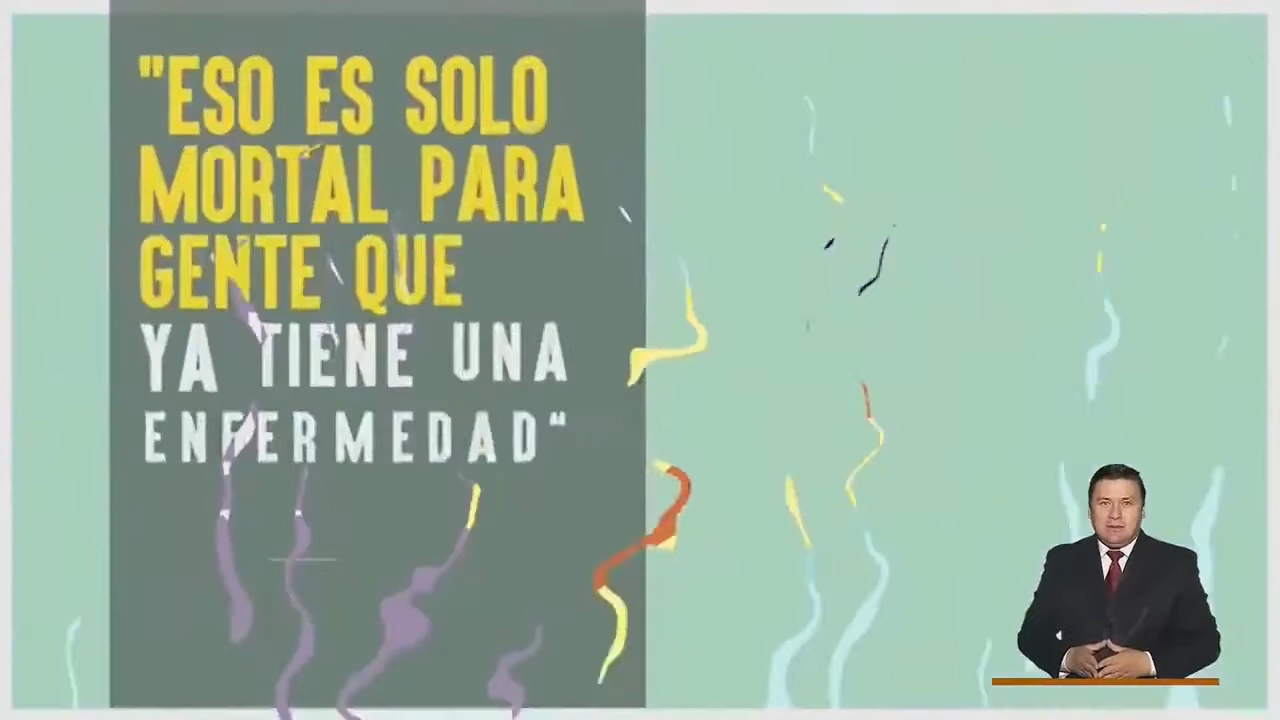 "ESO ES SOLO
MORTAL PARA
GENTE QUE
YA TIENE UNA
ENFERMEDAD"